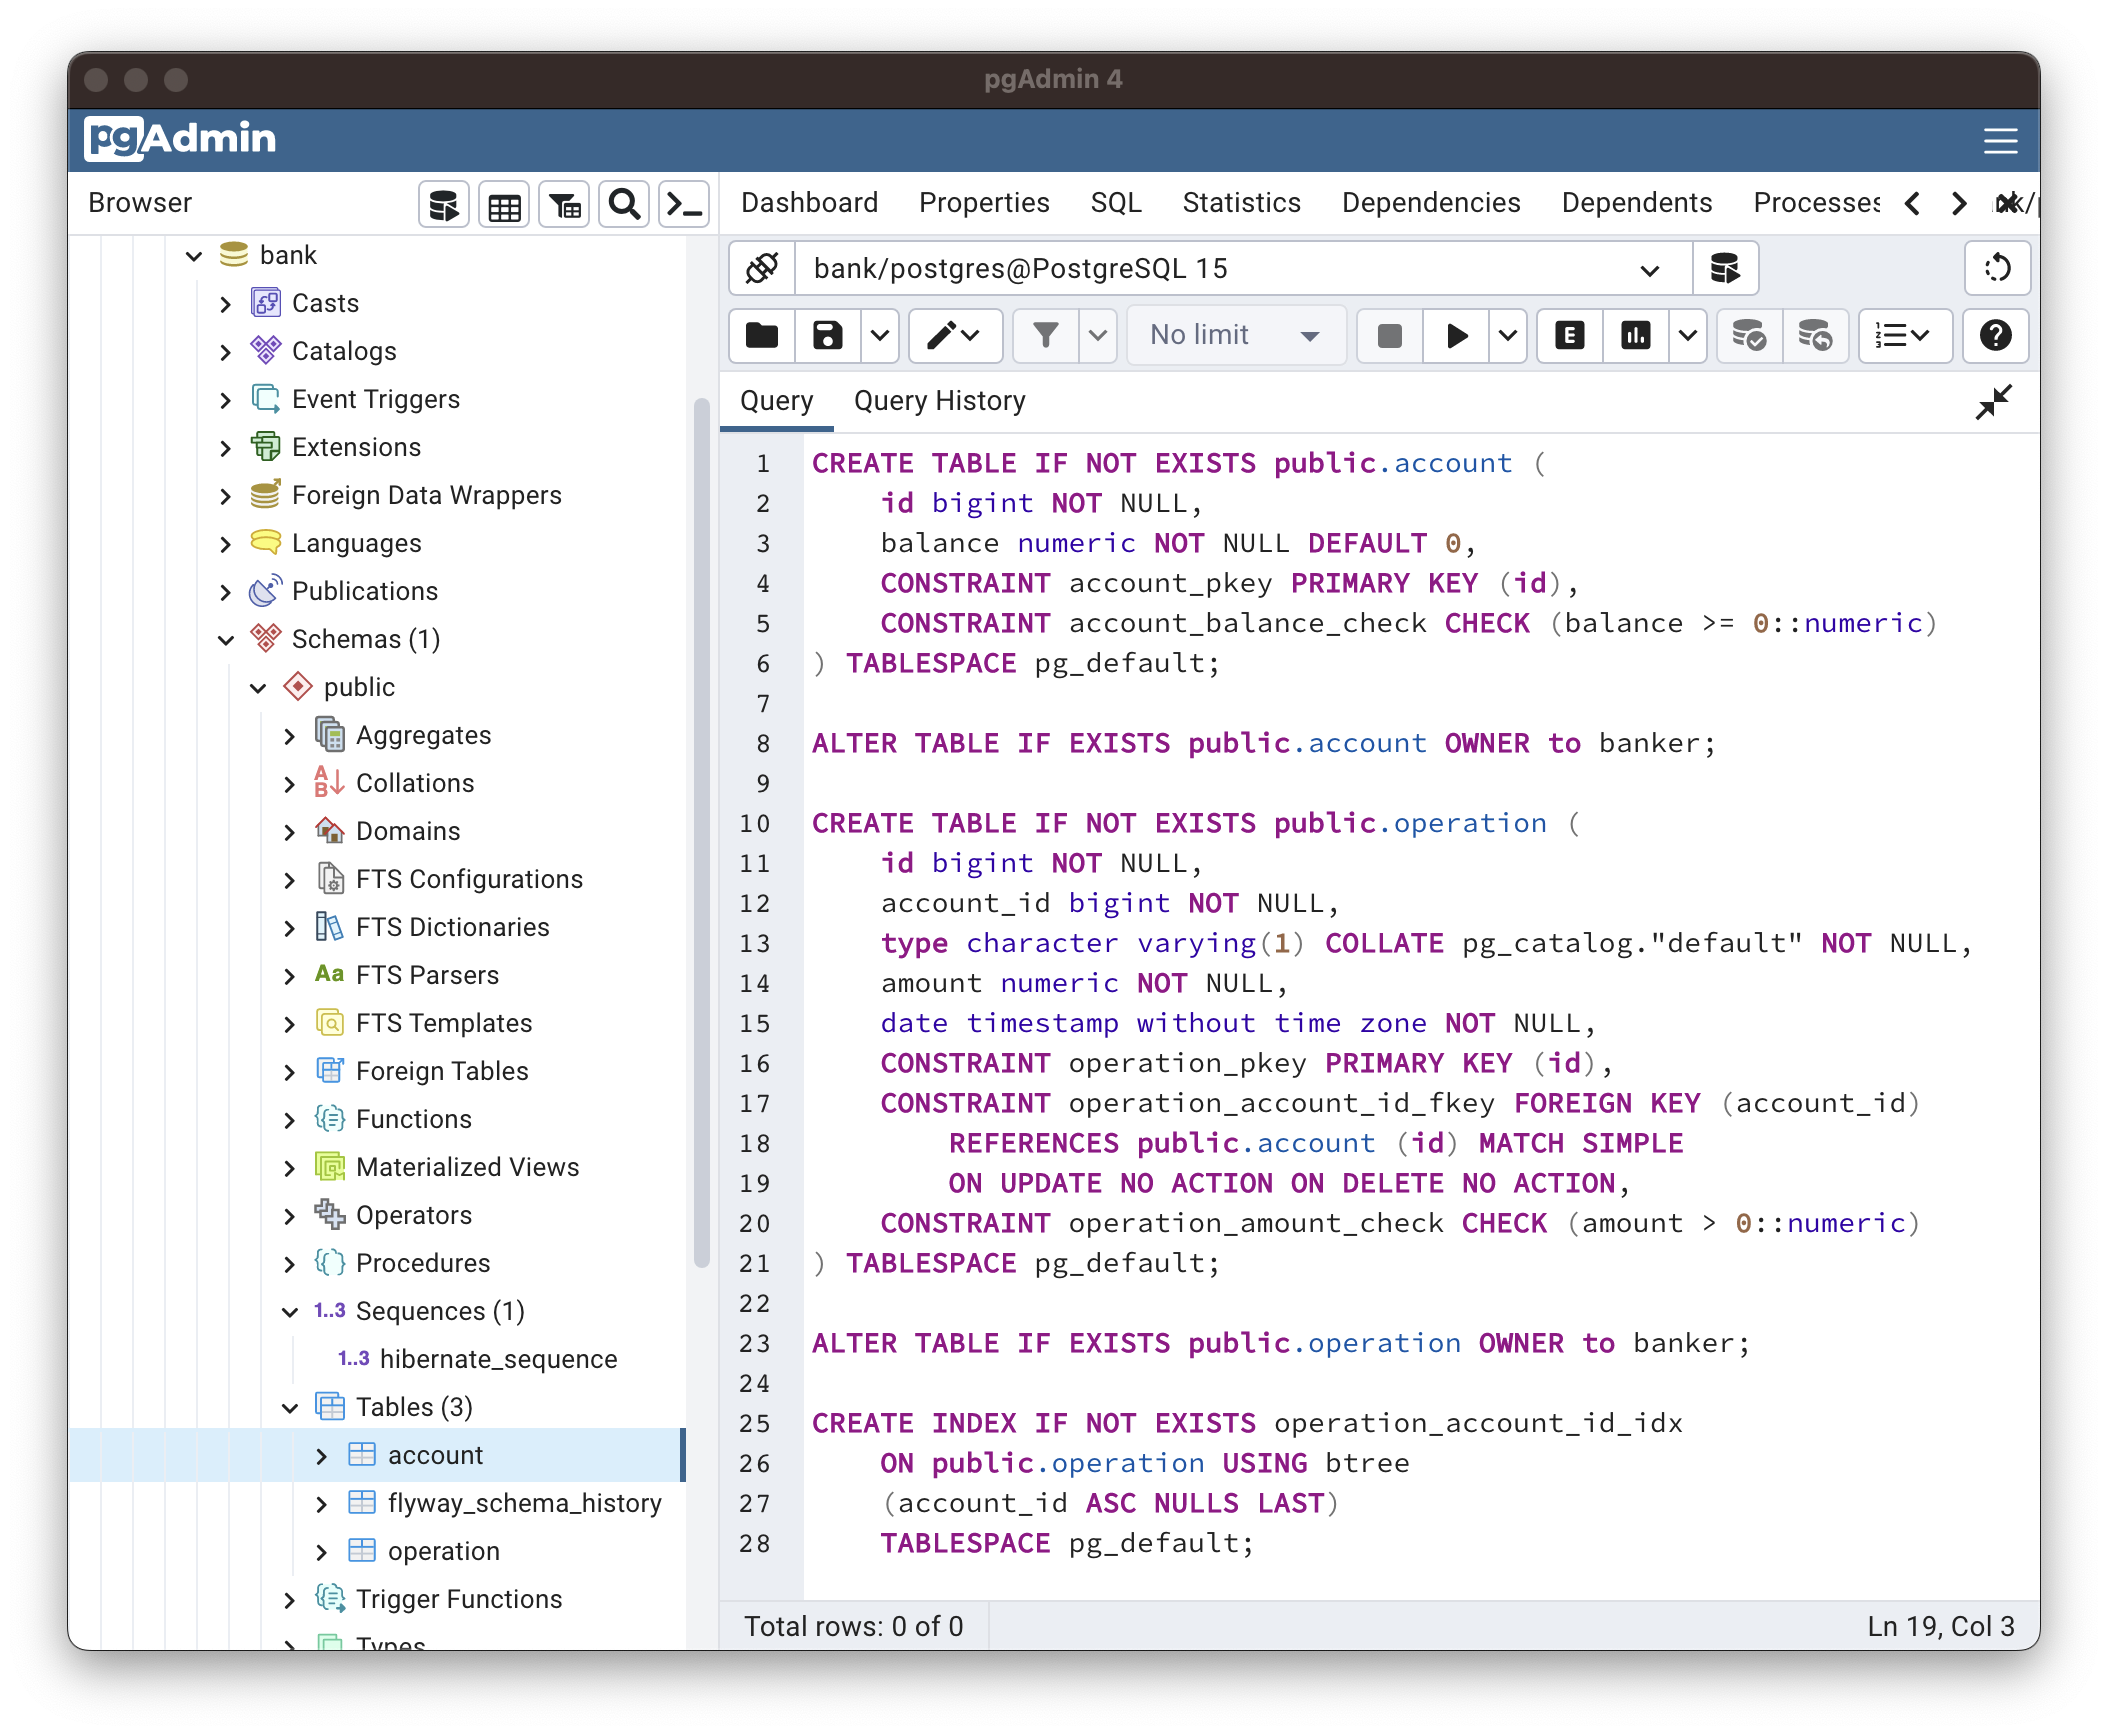 pgAdmin 4
pgAdmin
Browser
Dashboard Properties SQL Statistics Dependencies Dependents Processes
bank/postgres@PostgreSQL 15
No limit
Query Query History
bank
Casts
Catalogs
Event Triggers
Extensions
Foreign Data Wrappers
Languages
Publications
Schemas (1)
public
Aggregates
Collations
Domains
FTS Configurations
FTS Dictionaries
Aa FTS Parsers
FTS Templates
Foreign Tables
Functions
Materialized Views
Operators
Procedures
1..3 Sequences (1)
1..3 hibernate_sequence
Tables (3)
account
flyway_schema_history
operation
Trigger Functions
Types
1 CREATE TABLE IF NOT EXISTS public.account (
2 id bigint NOT NULL,
3 balance numeric NOT NULL DEFAULT 0,
4 CONSTRAINT account_pkey PRIMARY KEY (id),
5 CONSTRAINT account_balance_check CHECK (balance >= 0::numeric)
6 ) TABLESPACE pg_default;
7
8 ALTER TABLE IF EXISTS public.account OWNER to banker;
9
10 CREATE TABLE IF NOT EXISTS public.operation (
11 id bigint NOT NULL,
12 account_id bigint NOT NULL,
13 type character varying(1) COLLATE pg_catalog."default" NOT NULL,
14 amount numeric NOT NULL,
15 date timestamp without time zone NOT NULL,
16 CONSTRAINT operation_pkey PRIMARY KEY (id),
17 CONSTRAINT operation_account_id_fkey FOREIGN KEY (account_id)
18 REFERENCES public.account (id) MATCH SIMPLE
19 ON UPDATE NO ACTION ON DELETE NO ACTION,
20 CONSTRAINT operation_amount_check CHECK (amount > 0::numeric)
21 ) TABLESPACE pg_default;
22
23 ALTER TABLE IF EXISTS public.operation OWNER to banker;
24
25 CREATE INDEX IF NOT EXISTS operation_account_id_idx
26 ON public.operation USING btree
27 (account_id ASC NULLS LAST)
28 TABLESPACE pg_default;
Total rows: 0 of 0
Ln 19, Col 3